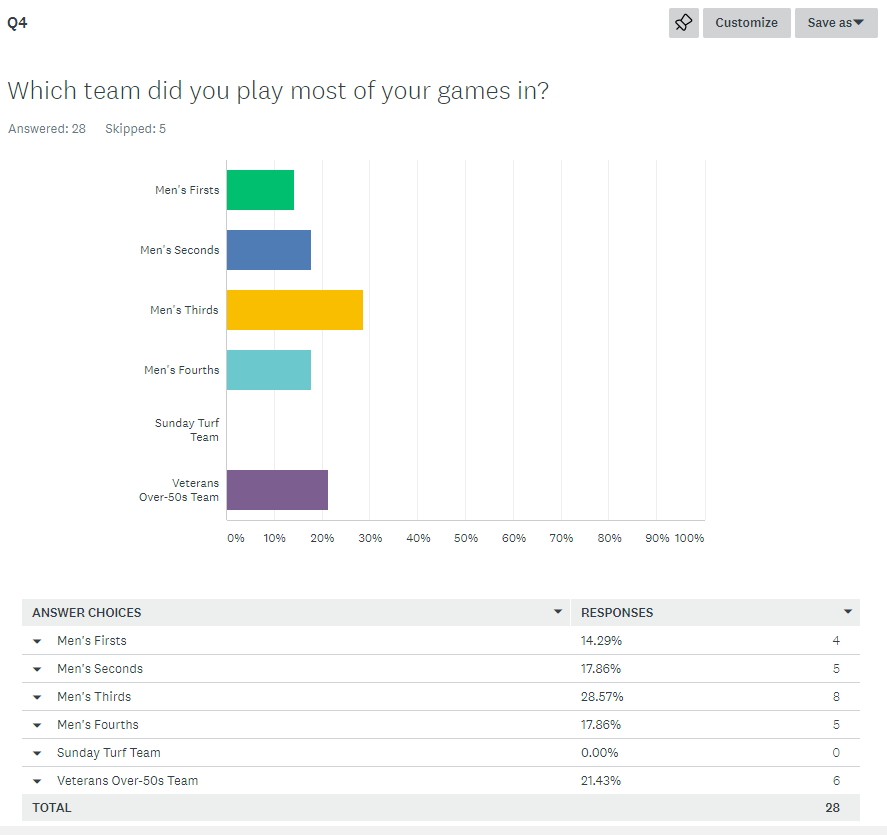 Q4
Customize
Save as
Which team did you play most of your games in?
Answered: 28 Skipped: 5
Men's Firsts
Men's Seconds
Men's Thirds
Men's Fourths
Sunday Turf
Team
Veterans
Over-50s Team
0% 10% 20% 30% 40% 50% 60% 70% 80% 90% 100%
ANSWER CHOICES RESPONSES
Men's Firsts 14.29% 4
Men's Seconds 17.86% 5
Men's Thirds 28.57% 8
Men's Fourths 17.86% 5
Sunday Turf Team 0.00% 0
Veterans Over-50s Team 21.43% 6
TOTAL 28